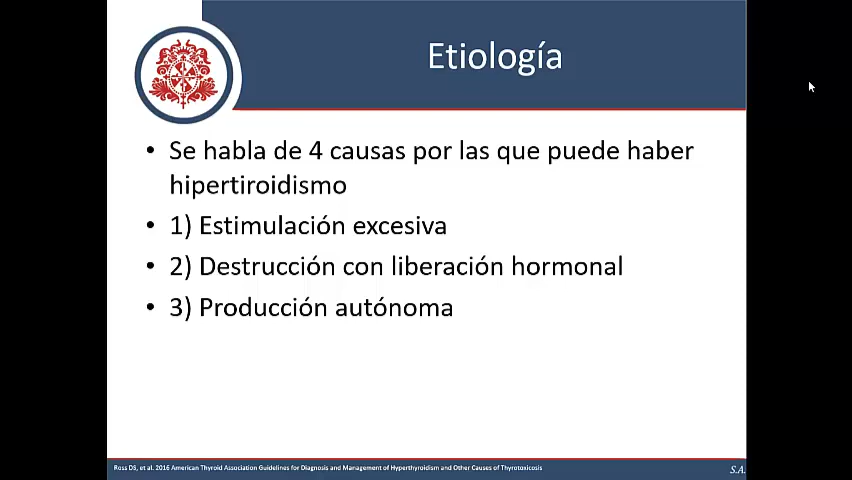 Etiología
• Se habla de 4 causas por las que puede haber
hipertiroidismo
• 1) Estimulación excesiva
• 2) Destrucción con liberación hormonal
• 3) Producción autónoma
Ross DS, et al. 2016 American Thyroid Association Guidelines for Diagnosis and Management of Hyperthyroidism and Other Causes of Thyrotoxicosis
S.A.